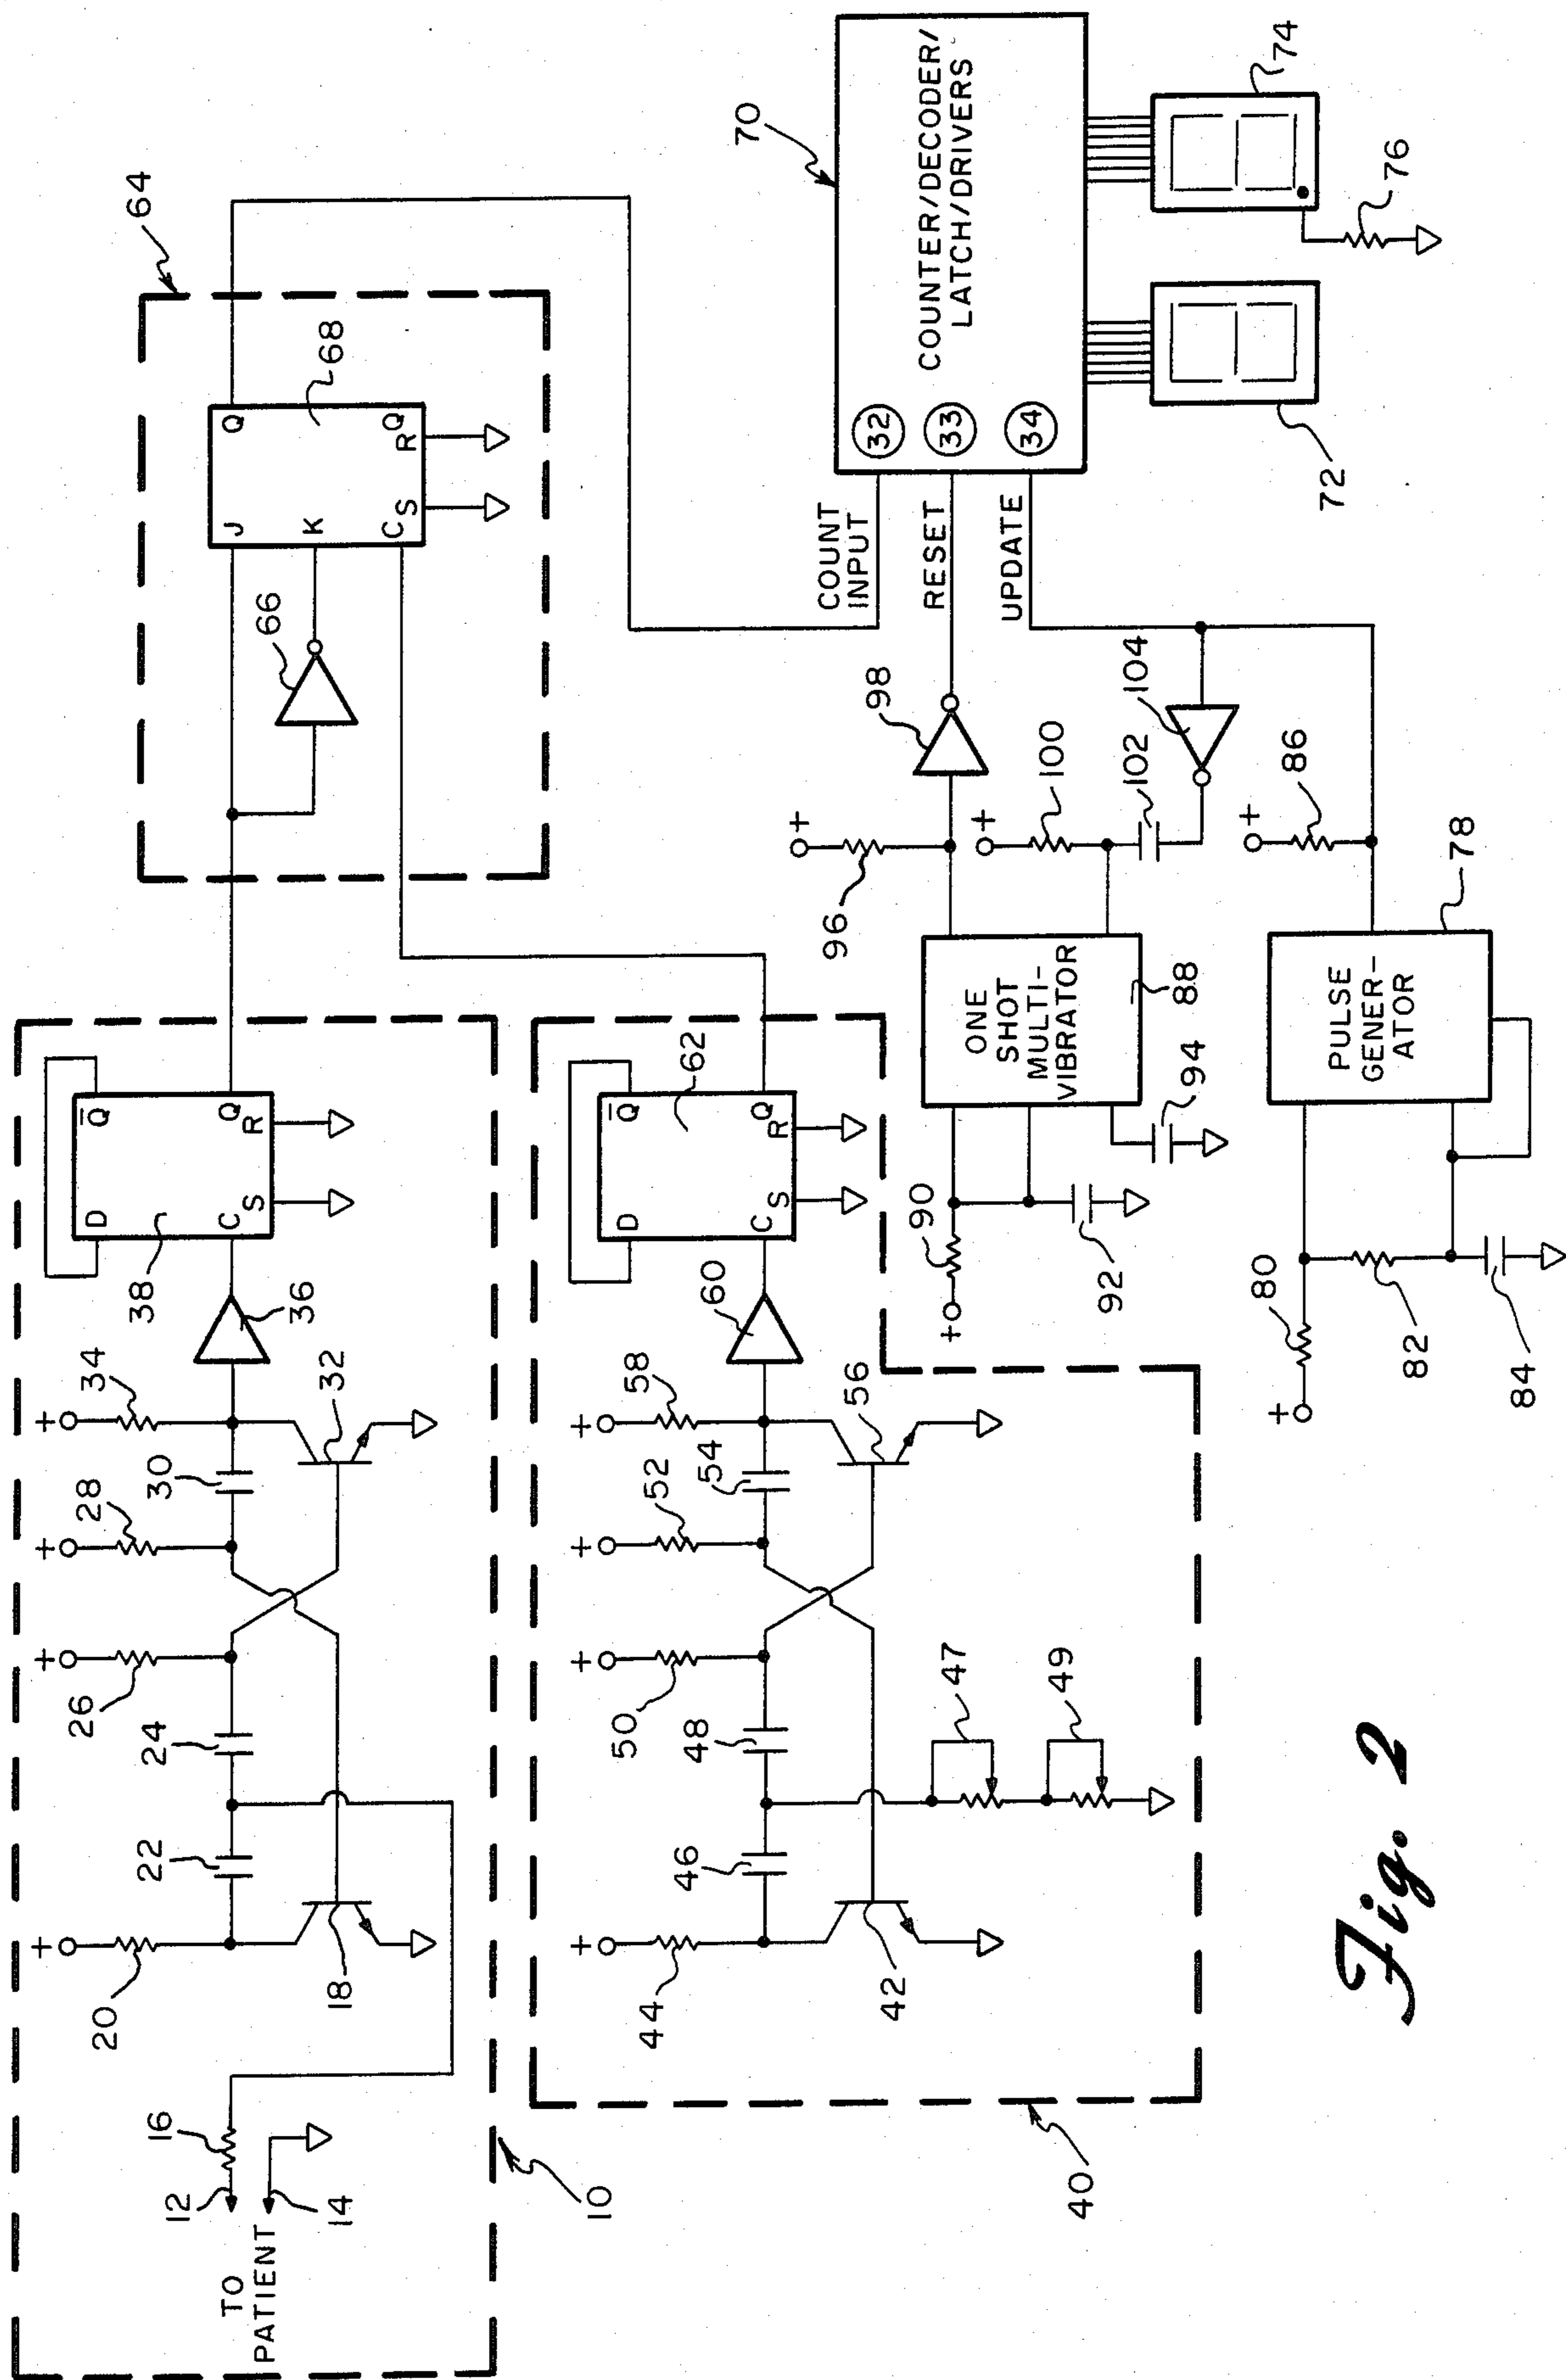 10
TO
PATIENT
12
14
16
20
22
24
26
28
30
34
18
32
36
38
D
Q̅
C
Q
S
R
40
44
46
48
50
52
54
58
42
47
49
56
60
62
D
Q̅
C
Q
S
R
64
66
68
J
Q
K
C
S
R
Q
70
COUNT
INPUT
RESET
UPDATE
32
33
34
COUNTER/DECODER/
LATCH/DRIVERS
72
74
76
90
92
94
ONE
SHOT
MULTI-
VIBRATOR
88
96
98
100
102
104
80
82
84
PULSE
GENER-
ATOR
78
86
+
+
+
+
+
+
+
+
+
+
+
+
+
Fig. 2